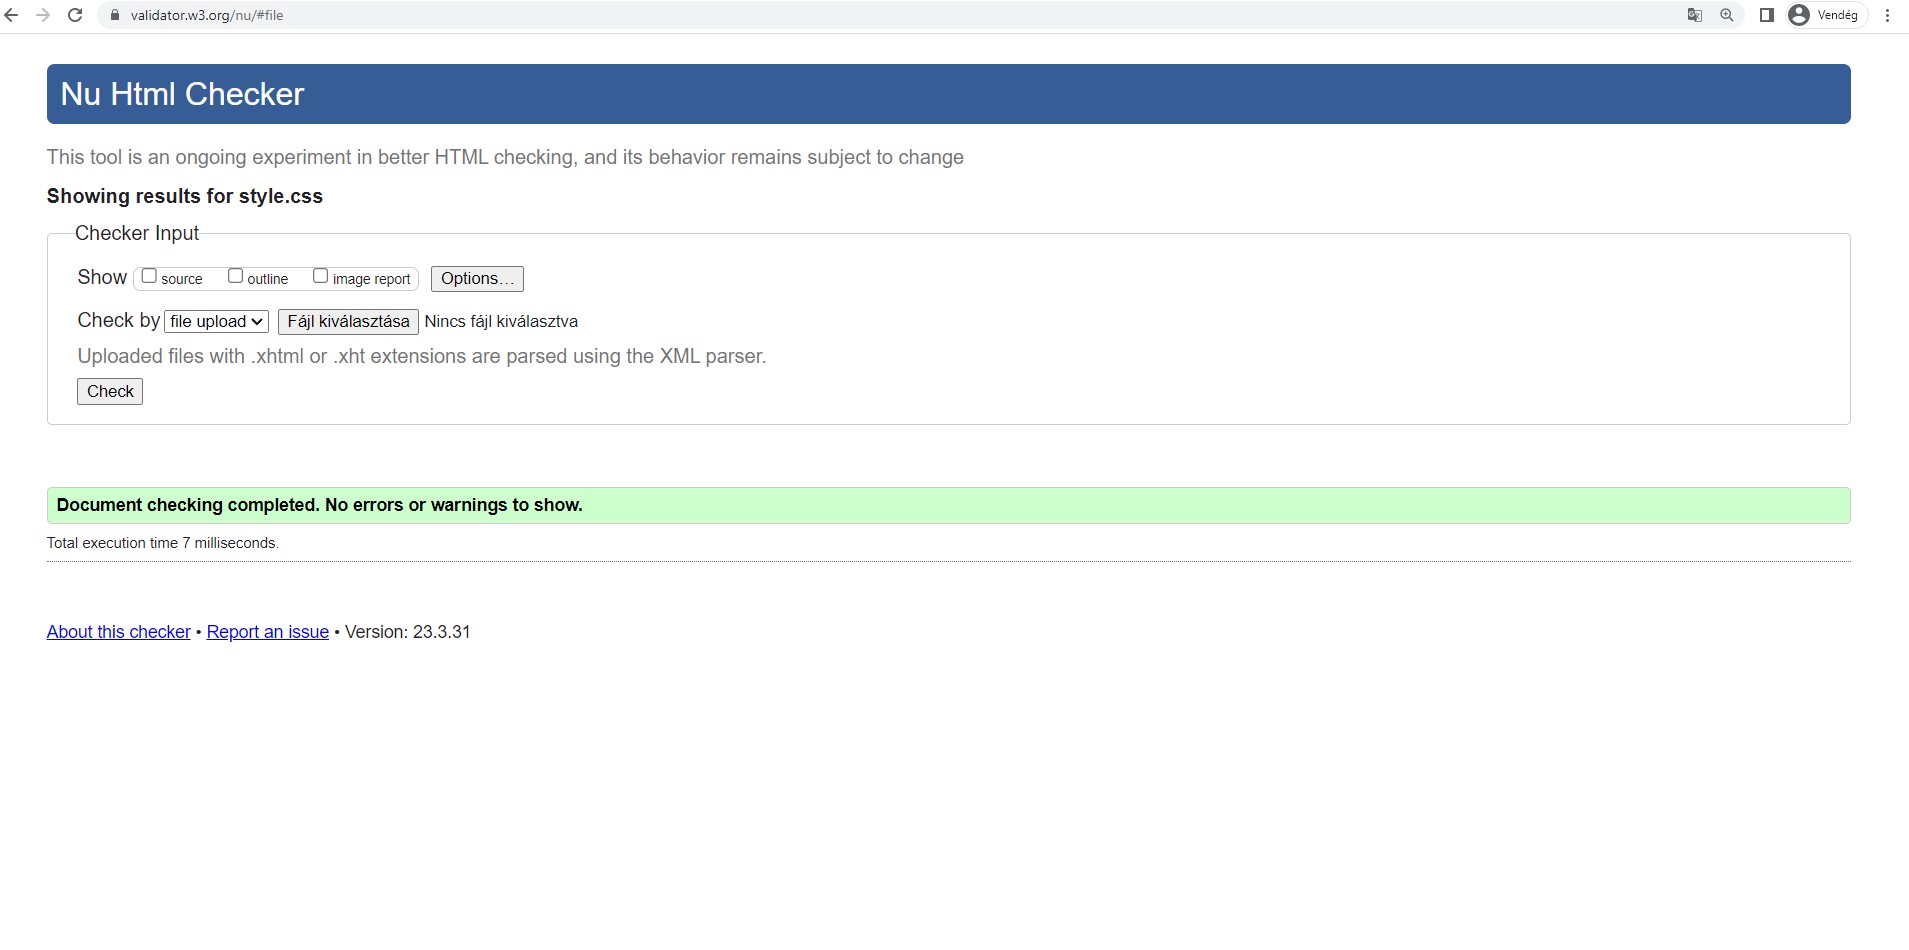 validator.w3.org/nu/#file
Vendég
Nu Html Checker
This tool is an ongoing experiment in better HTML checking, and its behavior remains subject to change
Showing results for style.css
Checker Input
Show source outline image report Options…
Check by file upload Fájl kiválasztása Nincs fájl kiválasztva
Uploaded files with .xhtml or .xht extensions are parsed using the XML parser.
Check
Document checking completed. No errors or warnings to show.
Total execution time 7 milliseconds.
About this checker • Report an issue • Version: 23.3.31